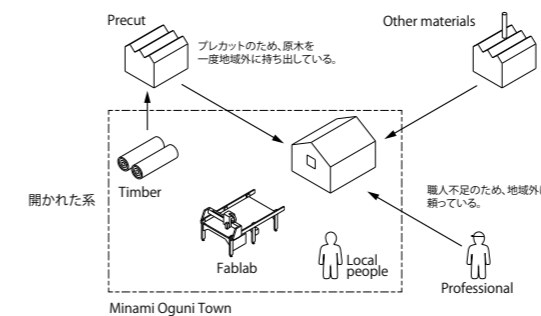 Precut
プレカットのため、原木を
一度地域外に持ち出している。
Other materials
開かれた系
Timber
Fablab
Local
people
職人不足のため、地域外に
頼っている。
Professional
Minami Oguni Town